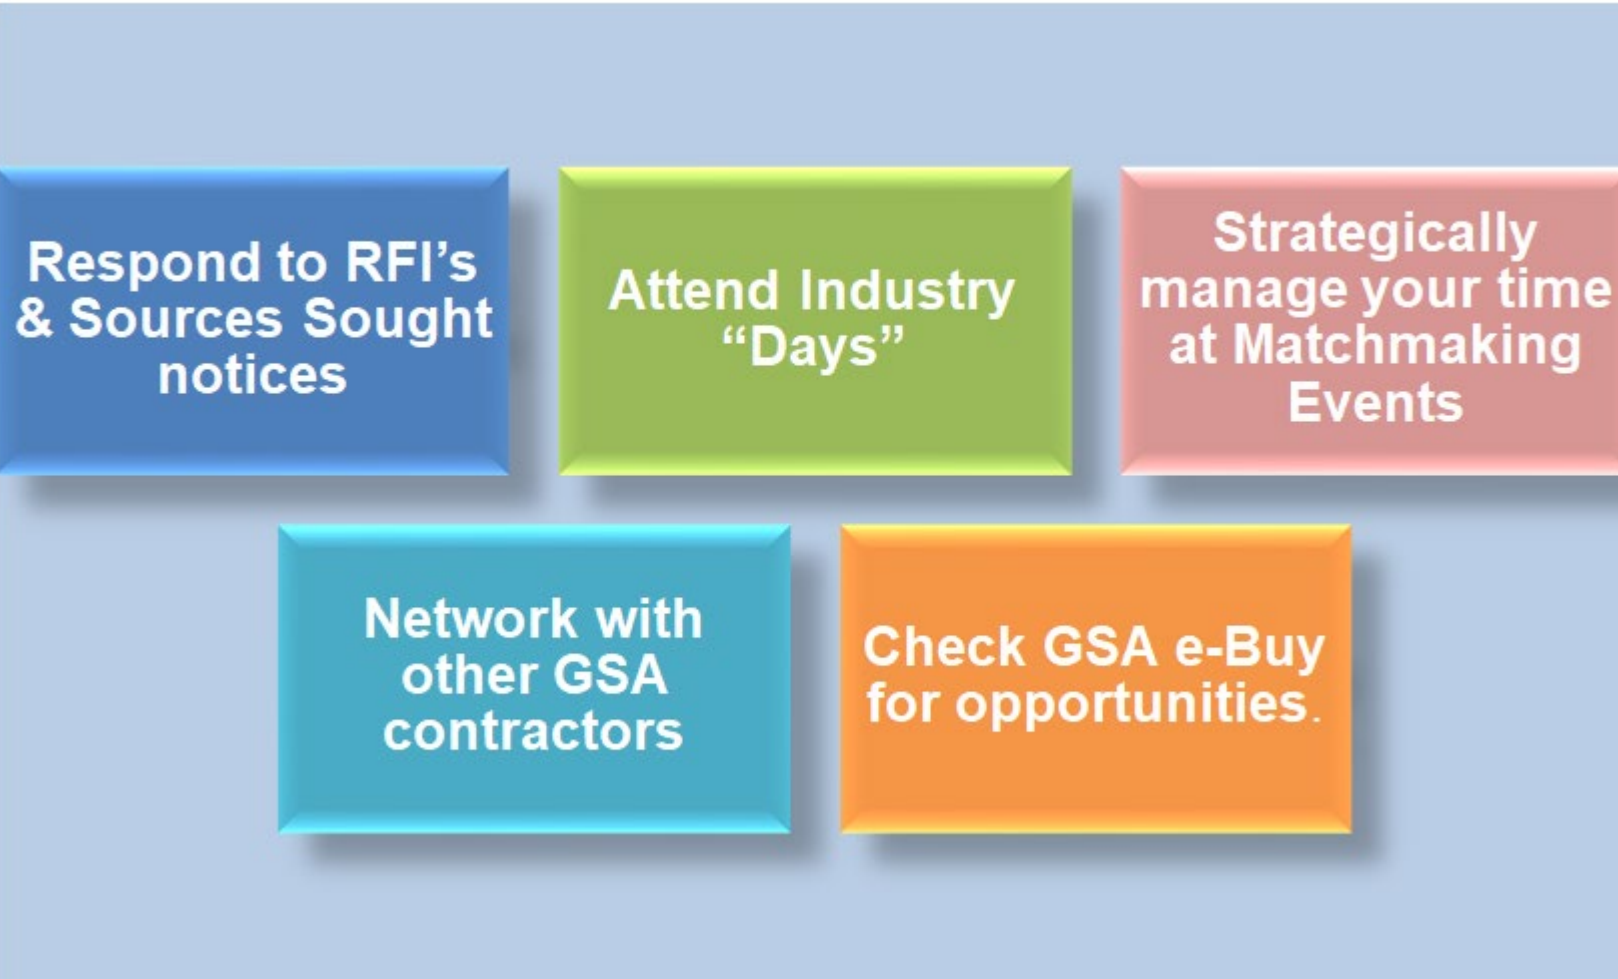 Respond to RFI’s
& Sources Sought
notices
Attend Industry
“Days”
Strategically
manage your time
at Matchmaking
Events
Network with
other GSA
contractors
Check GSA e-Buy
for opportunities.